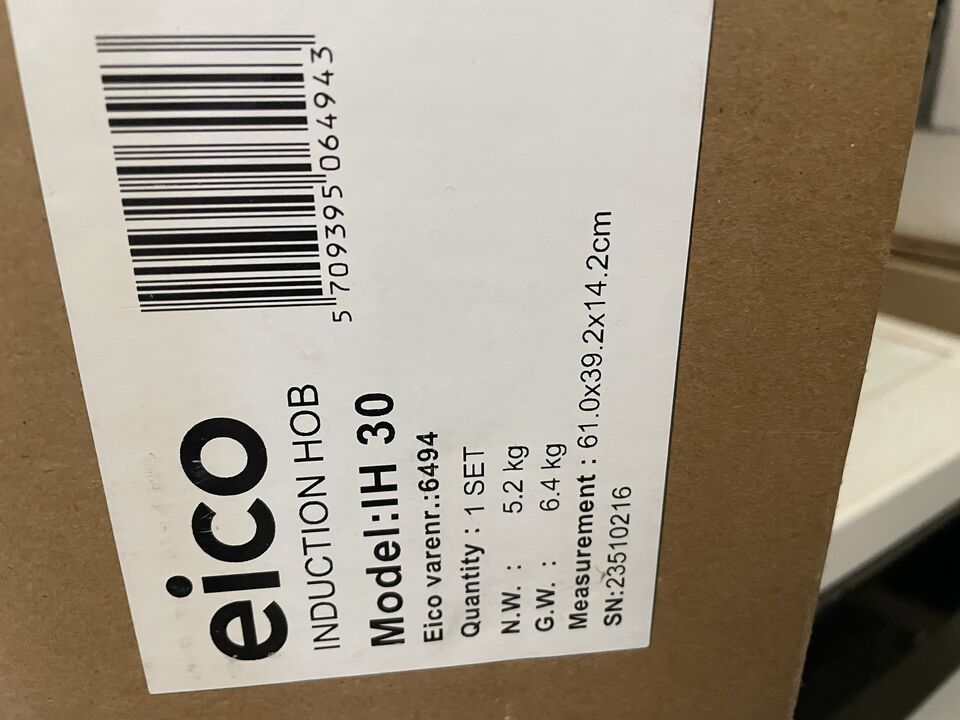 eico
INDUCTION HOB
Model:IH 30
Eico varenr.:6494
Quantity : 1 SET
N.W. : 5.2 kg
G.W. : 6.4 kg
Measurement : 61.0x39.2x14.2cm
SN:23510216
5 709395 064943